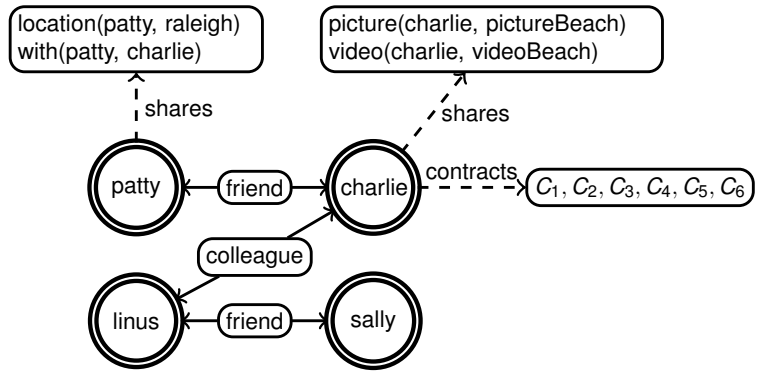 location(patty, raleigh)
with(patty, charlie)
picture(charlie, pictureBeach)
video(charlie, videoBeach)
shares
shares
patty
friend
charlie
contracts
C1, C2, C3, C4, C5, C6
colleague
linus
friend
sally